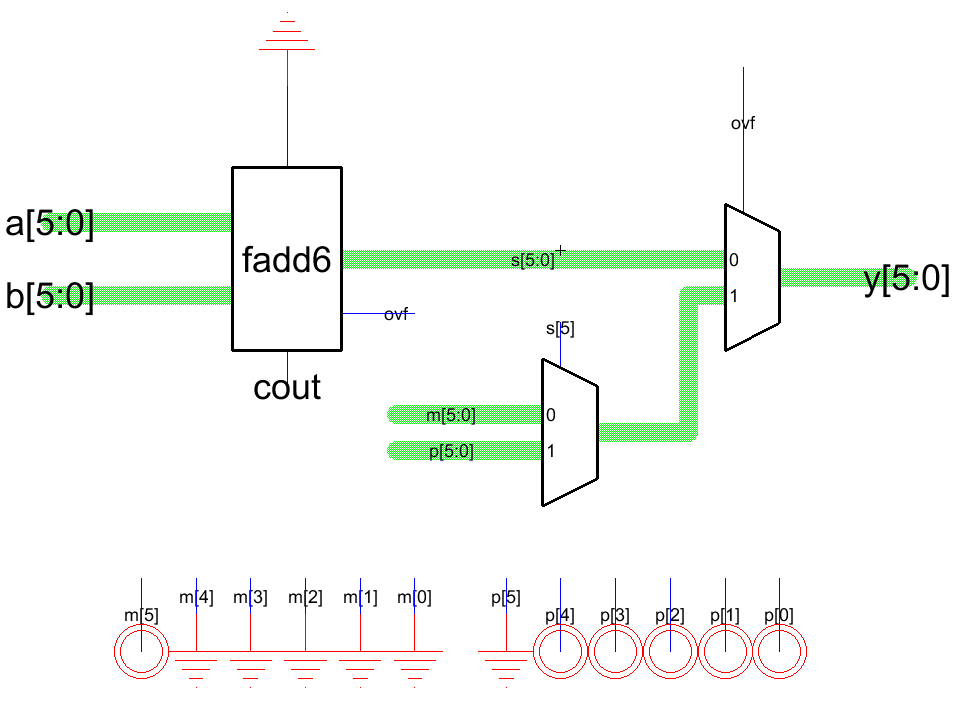 ovf
a[5:0]
fadd6
s[5:0]
0
y[5:0]
b[5:0]
1
ovf
s[5]
cout
m[5:0]
0
p[5:0]
1
m[5]
m[4]
m[3]
m[2]
m[1]
m[0]
p[5]
p[4]
p[3]
p[2]
p[1]
p[0]